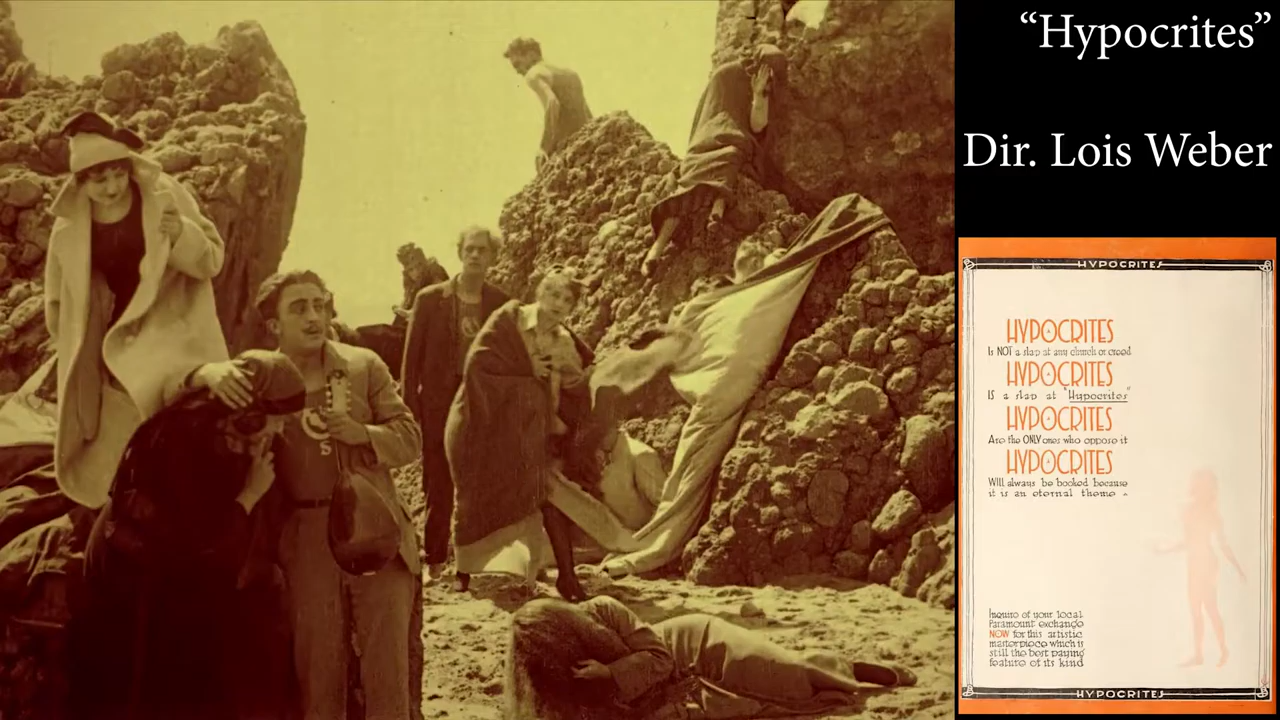 “Hypocrites”
Dir. Lois Weber
HYPOCRITES
HYPOCRITES
Is NOT a slap at any church or creed
HYPOCRITES
IS a slap at "Hypocrites"
HYPOCRITES
Are the ONLY ones who oppose it
HYPOCRITES
WILL always be booked because
it is an eternal theme
Inquire of your local
Paramount exchange
NOW for this artistic
masterpiece which is
still the best paying
feature of its kind
HYPOCRITES